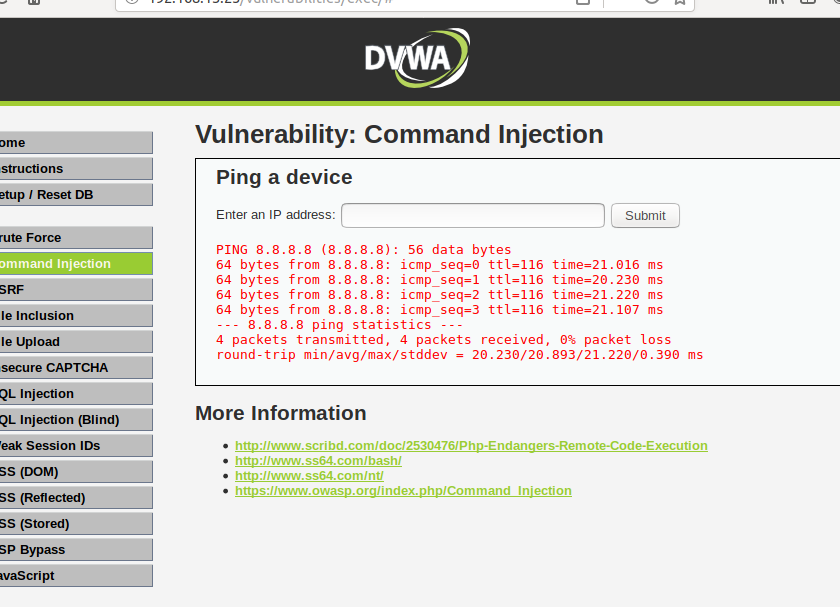 DVWA
Vulnerability: Command Injection
ome
structions
etup / Reset DB
rute Force
ommand Injection
SRF
le Inclusion
le Upload
secure CAPTCHA
QL Injection
QL Injection (Blind)
eak Session IDs
SS (DOM)
SS (Reflected)
SS (Stored)
SP Bypass
avaScript
Ping a device
Enter an IP address:
Submit
PING 8.8.8.8 (8.8.8.8): 56 data bytes
64 bytes from 8.8.8.8: icmp_seq=0 ttl=116 time=21.016 ms
64 bytes from 8.8.8.8: icmp_seq=1 ttl=116 time=20.230 ms
64 bytes from 8.8.8.8: icmp_seq=2 ttl=116 time=21.220 ms
64 bytes from 8.8.8.8: icmp_seq=3 ttl=116 time=21.107 ms
--- 8.8.8.8 ping statistics ---
4 packets transmitted, 4 packets received, 0% packet loss
round-trip min/avg/max/stddev = 20.230/20.893/21.220/0.390 ms
More Information
http://www.scribd.com/doc/2530476/Php-Endangers-Remote-Code-Execution
http://www.ss64.com/bash/
http://www.ss64.com/nt/
https://www.owasp.org/index.php/Command_Injection